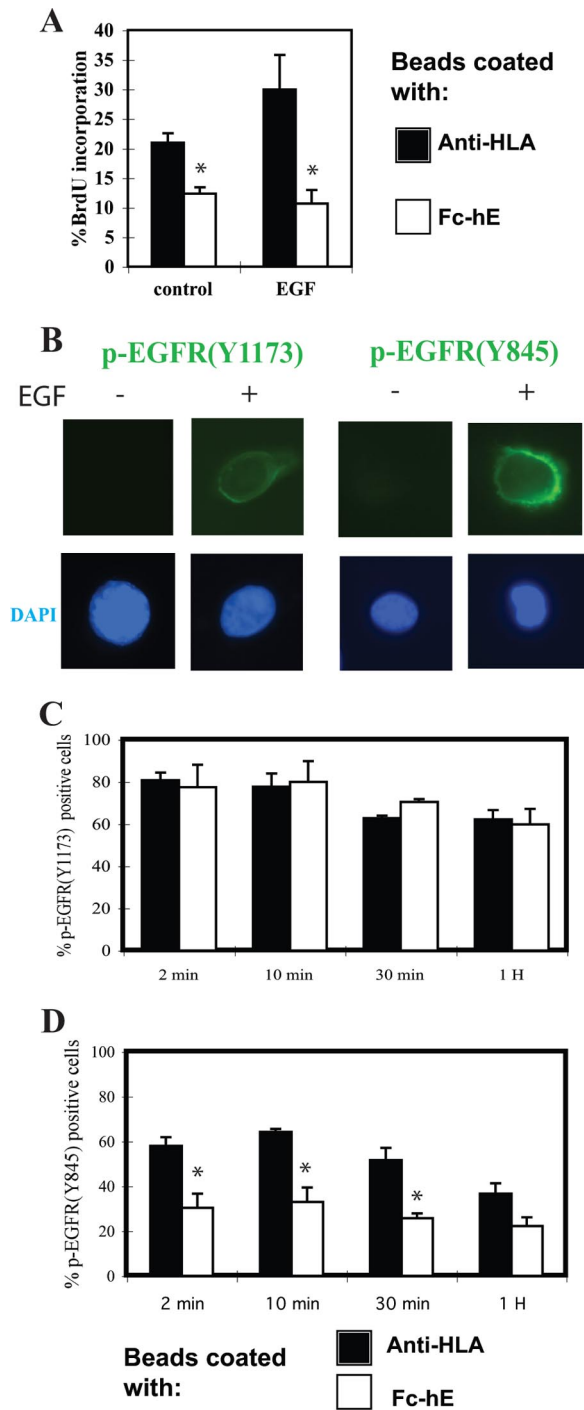 A
40
35
30
25
20
15
10
5
0
%BrdU incorporation
*
*
control EGF
Beads coated
with:
Anti-HLA
Fc-hE
B
p-EGFR(Y1173) p-EGFR(Y845)
EGF - + - +
DAPI
C
100
80
60
40
20
0
% p-EGFR(Y1173) positive cells
2 min 10 min 30 min 1 H
D
100
80
60
40
20
0
% p-EGFR(Y845) positive cells
*
*
*
2 min 10 min 30 min 1 H
Beads coated
with:
Anti-HLA
Fc-hE